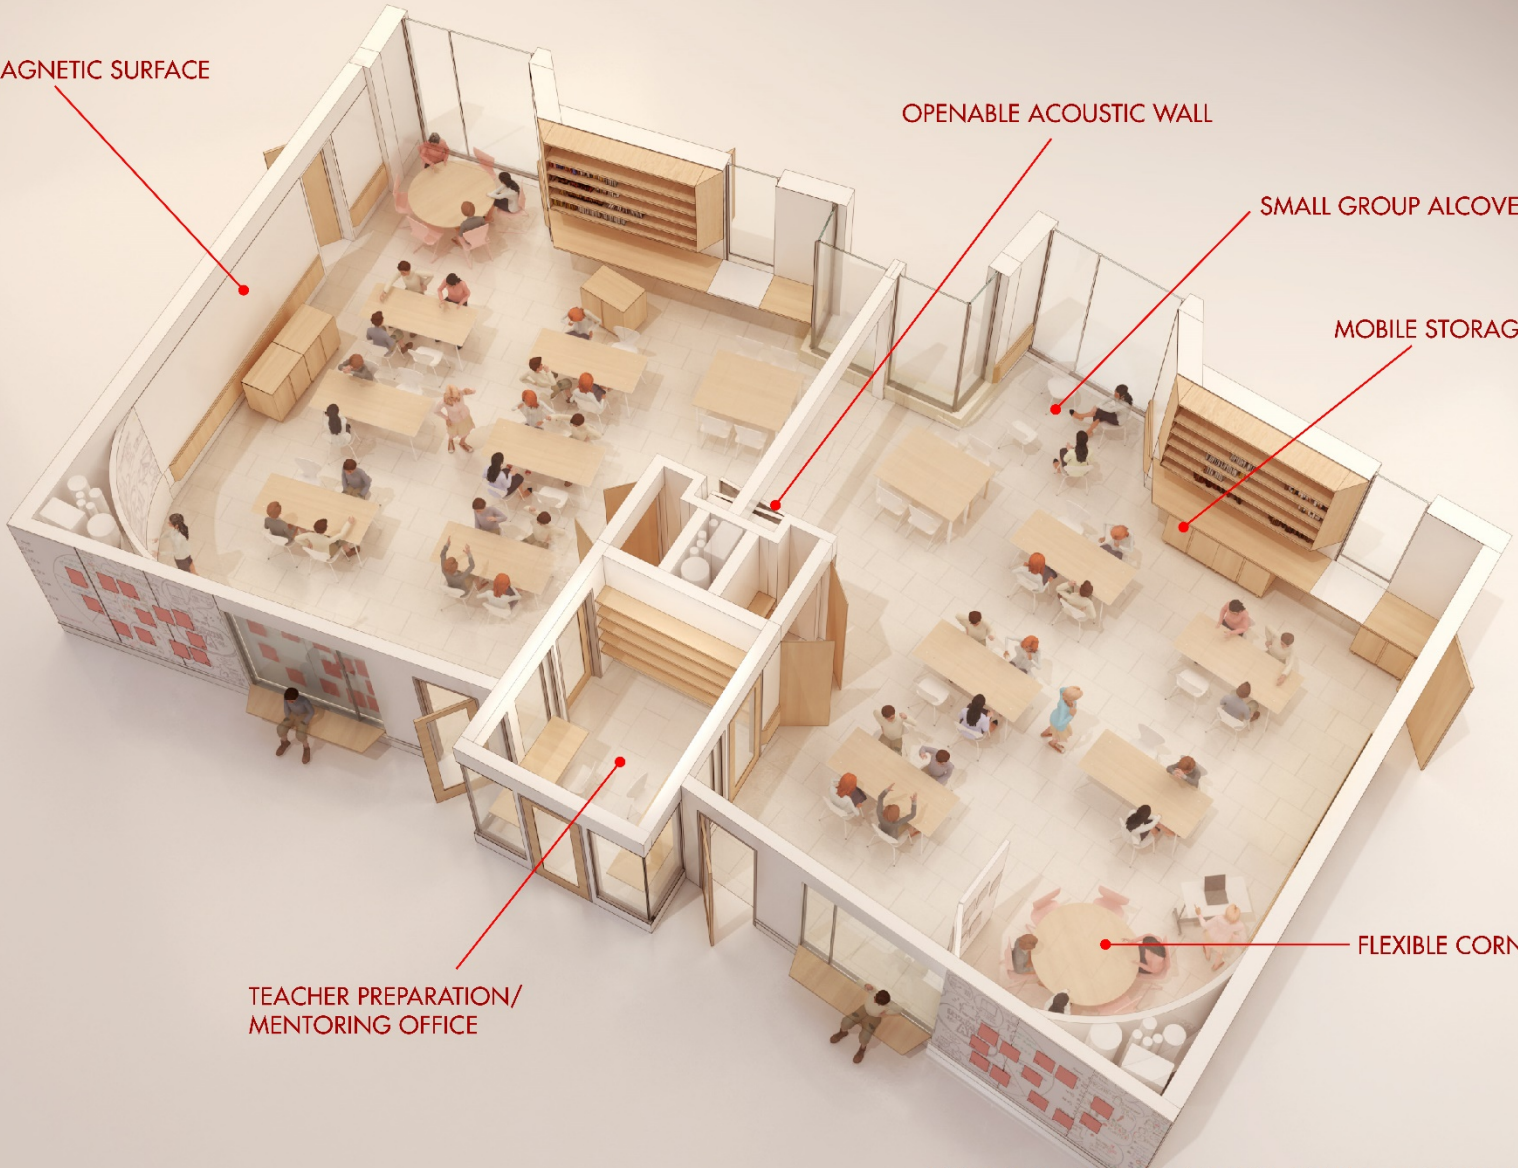 AGNETIC SURFACE
OPENABLE ACOUSTIC WALL
SMALL GROUP ALCOVE
MOBILE STORAG
FLEXIBLE CORN
TEACHER PREPARATION/
MENTORING OFFICE